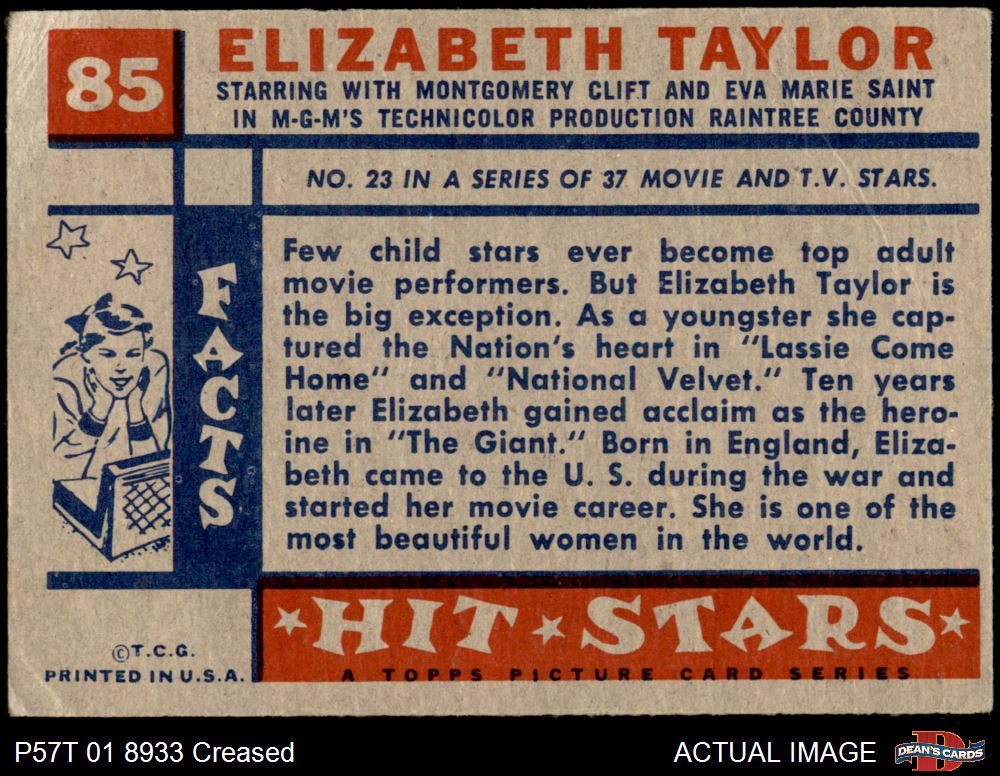 85
ELIZABETH TAYLOR
STARRING WITH MONTGOMERY CLIFT AND EVA MARIE SAINT
IN M-G-M'S TECHNICOLOR PRODUCTION RAINTREE COUNTY
NO. 23 IN A SERIES OF 37 MOVIE AND T.V. STARS.
FACTS
Few child stars ever become top adult
movie performers. But Elizabeth Taylor is
the big exception. As a youngster she cap-
tured the Nation's heart in "Lassie Come
Home" and "National Velvet." Ten years
later Elizabeth gained acclaim as the hero-
ine in "The Giant." Born in England, Eliza-
beth came to the U. S. during the war and
started her movie career. She is one of the
most beautiful women in the world.
HIT STARS
A TOPPS PICTURE CARD SERIES
©T.C.G.
PRINTED IN U.S.A.
P57T 01 8933 Creased
ACTUAL IMAGE
D
DEAN'S CARDS